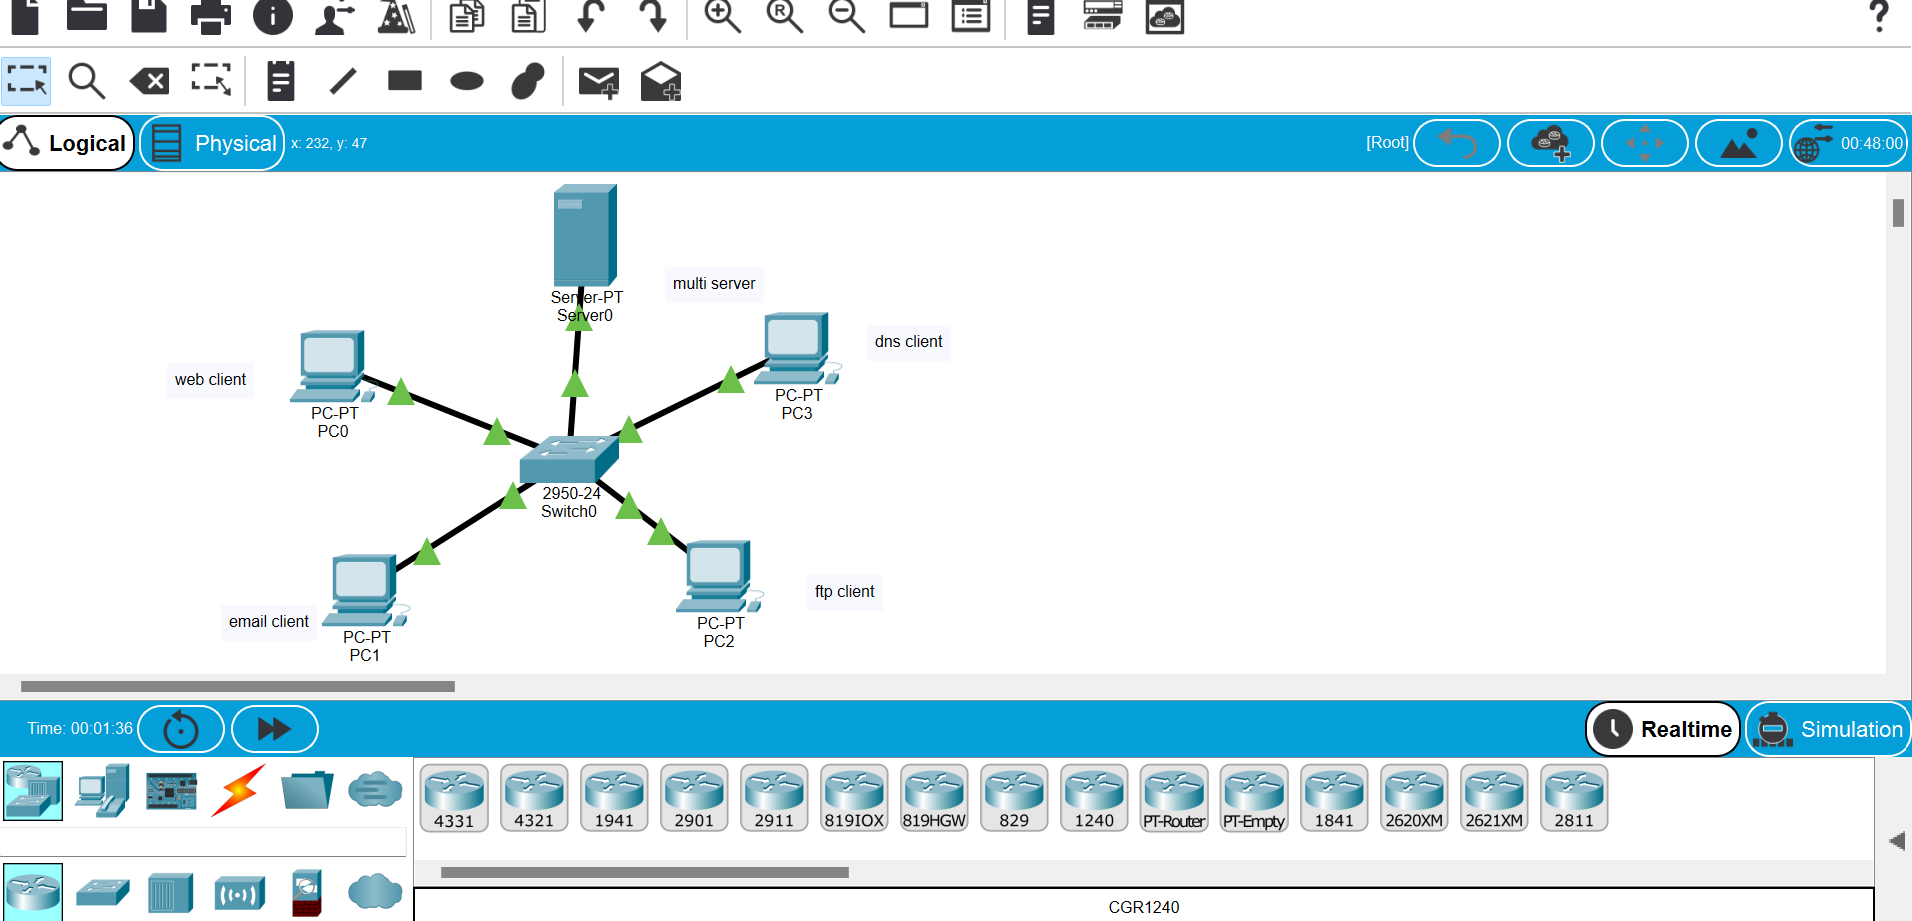 Logical
Physical
x: 232, y: 47
[Root]
00:48:00
Server-PT
Server0
multi server
dns client
web client
PC-PT
PC0
PC-PT
PC3
2950-24
Switch0
ftp client
email client
PC-PT
PC1
PC-PT
PC2
Time: 00:01:36
Realtime
Simulation
4331
4321
1941
2901
2911
819IOX
819HGW
829
1240
PT-Router
PT-Empty
1841
2620XM
2621XM
2811
CGR1240